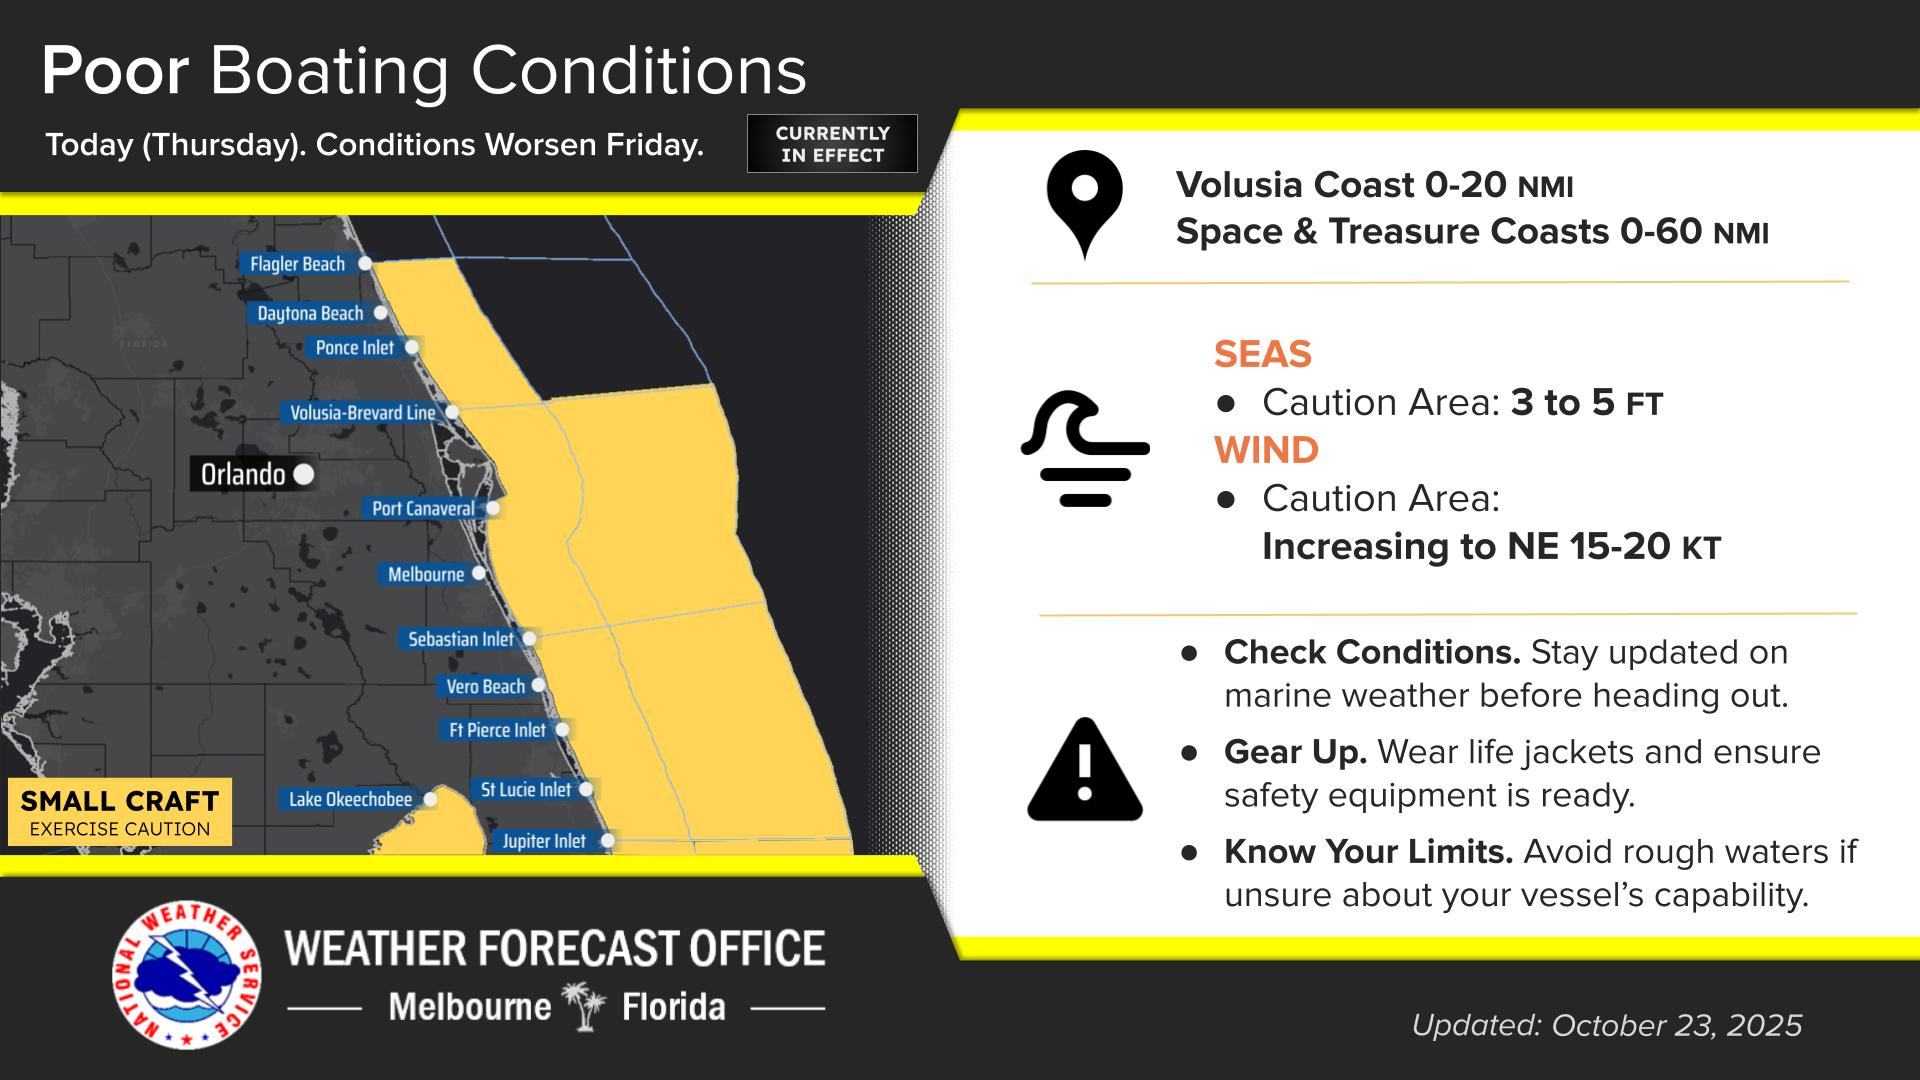 Poor Boating Conditions
Today (Thursday). Conditions Worsen Friday.
CURRENTLY
IN EFFECT
Flagler Beach
Daytona Beach
FLORIDA
Ponce Inlet
Volusia-Brevard Line
Orlando
Port Canaveral
Melbourne
Sebastian Inlet
Vero Beach
Ft Pierce Inlet
St Lucie Inlet
Lake Okeechobee
Jupiter Inlet
SMALL CRAFT
EXERCISE CAUTION
Volusia Coast 0-20 NMI
Space & Treasure Coasts 0-60 NMI
SEAS
● Caution Area: 3 to 5 FT
WIND
● Caution Area:
Increasing to NE 15-20 KT
● Check Conditions. Stay updated on
marine weather before heading out.
● Gear Up. Wear life jackets and ensure
safety equipment is ready.
● Know Your Limits. Avoid rough waters if
unsure about your vessel’s capability.
NATIONAL WEATHER SERVICE
WEATHER FORECAST OFFICE
Melbourne Florida
Updated: October 23, 2025